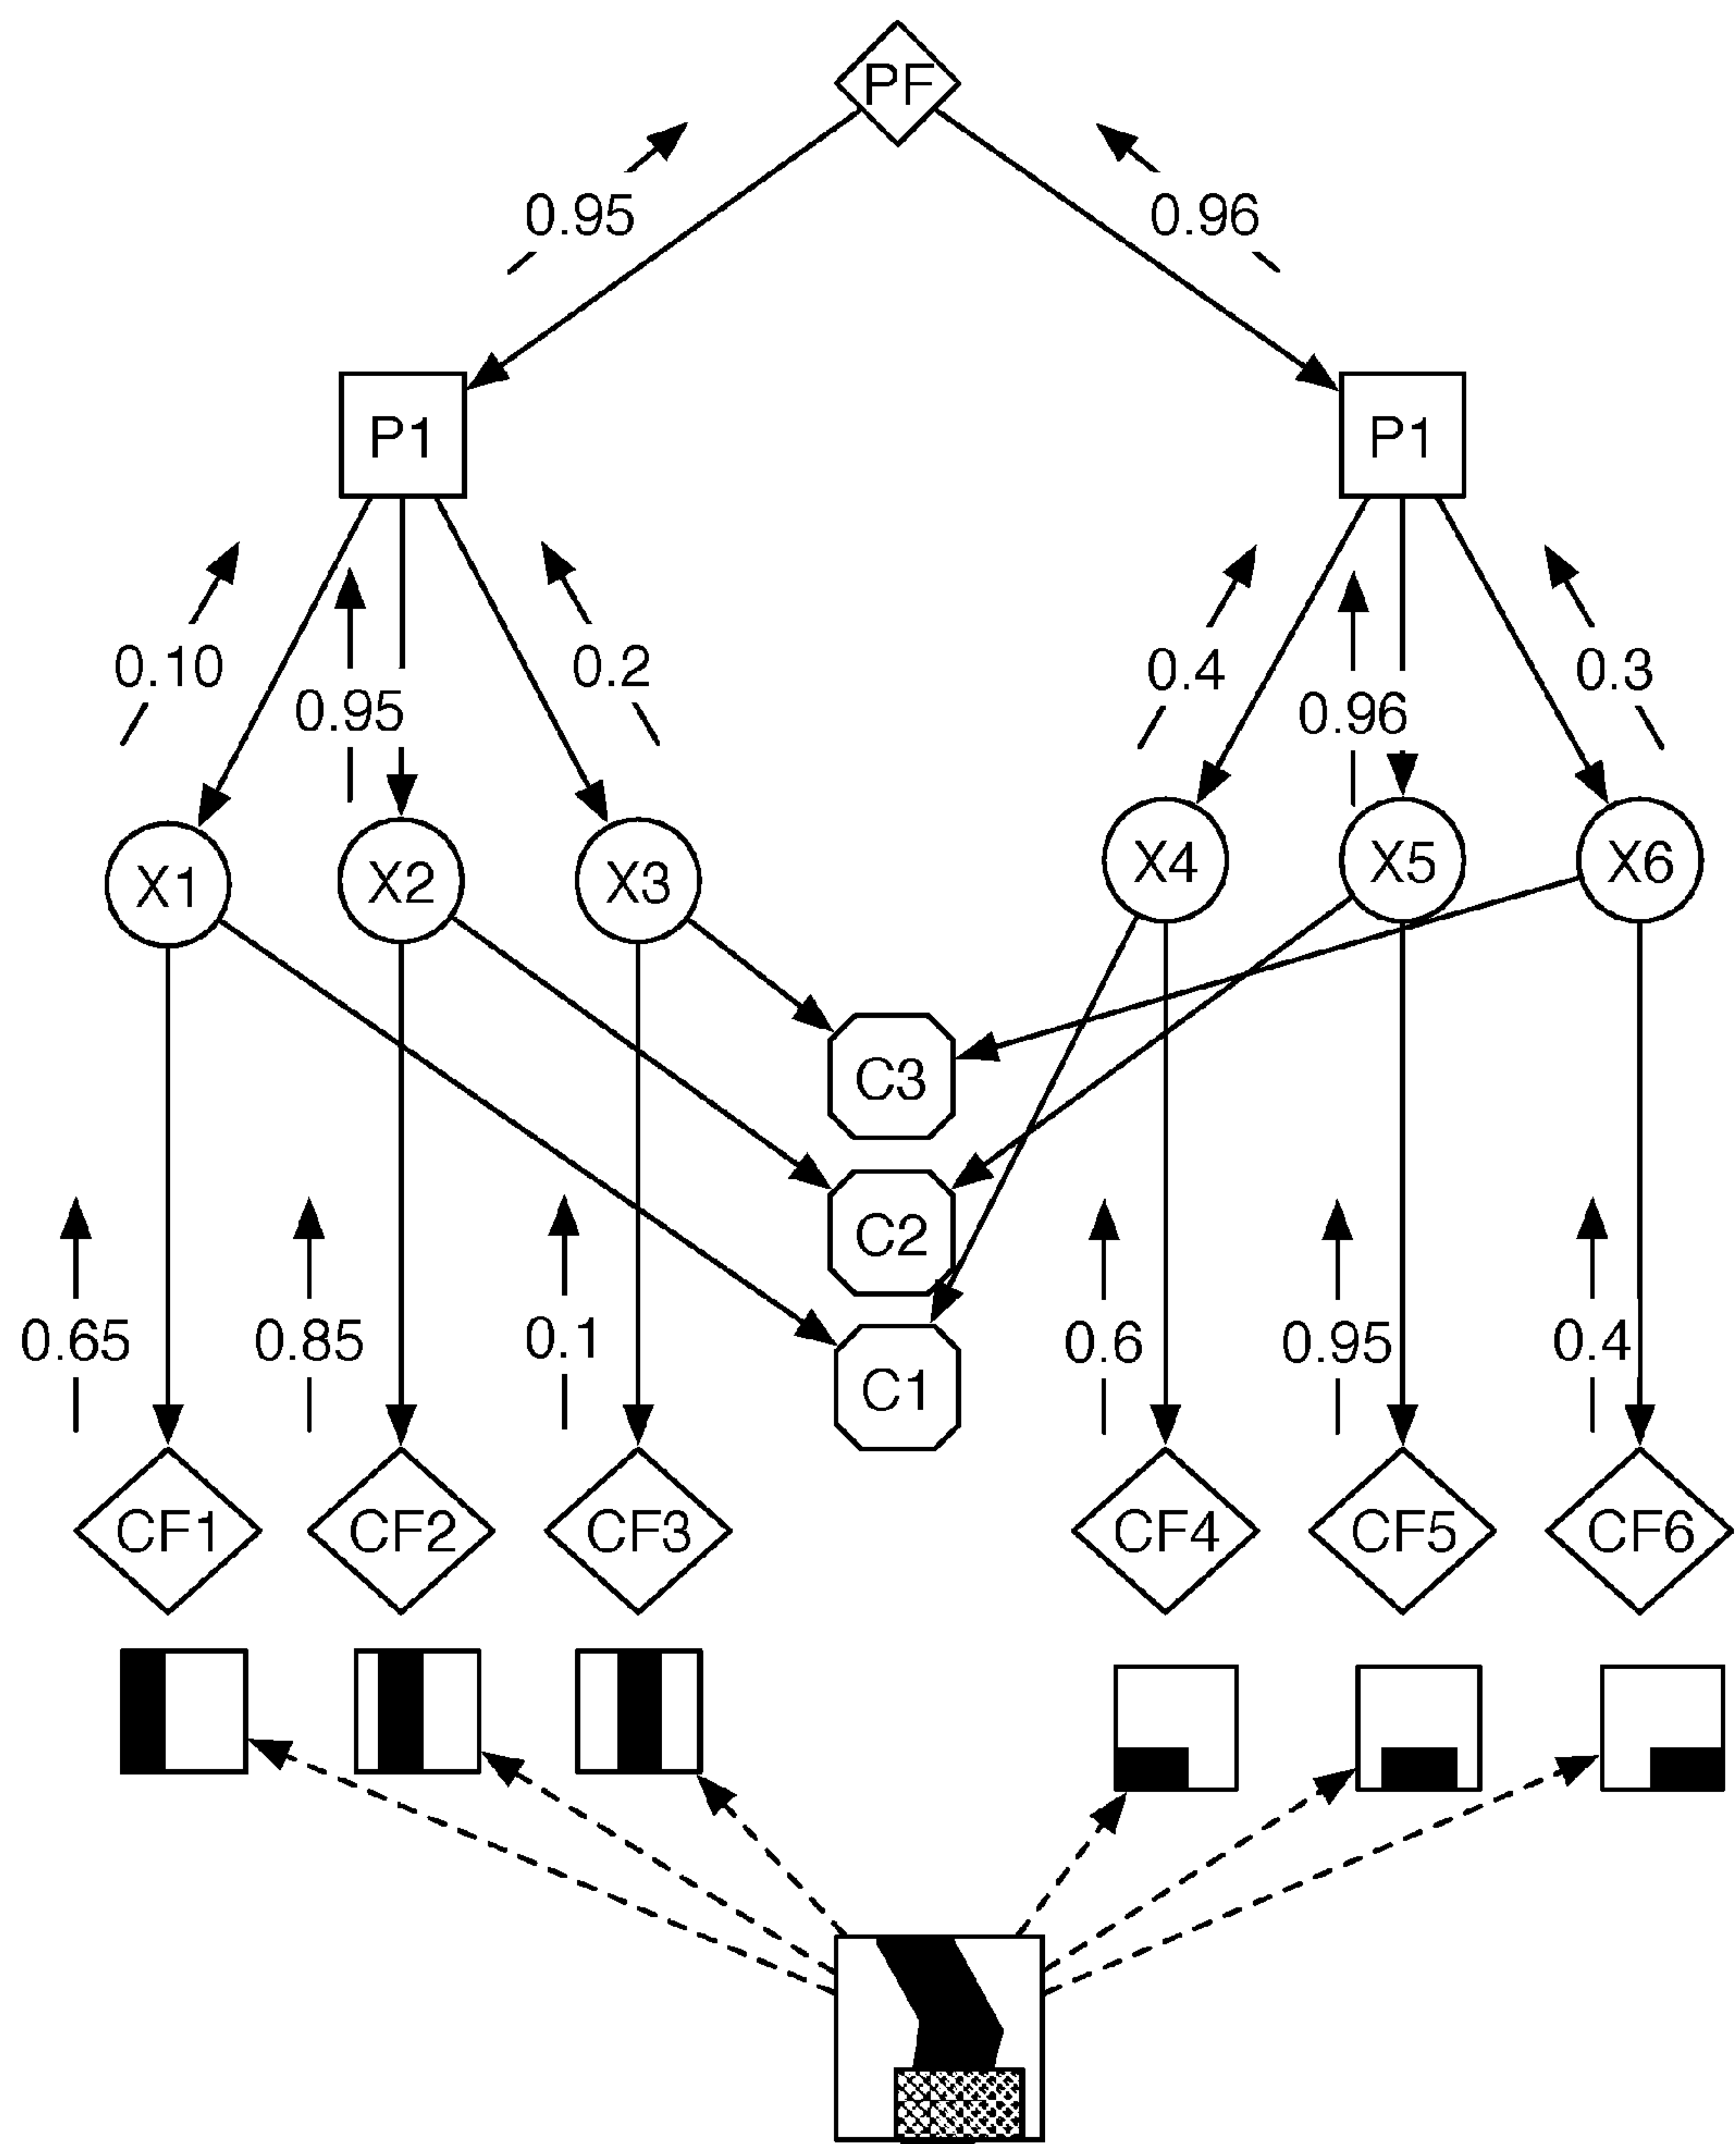 PF
0.95 0.96
P1 P1
0.10 0.95 0.2 0.4 0.96 0.3
X1 X2 X3 X4 X5 X6
C3
C2
0.65 0.85 0.1 0.6 0.95 0.4
C1
CF1 CF2 CF3 CF4 CF5 CF6